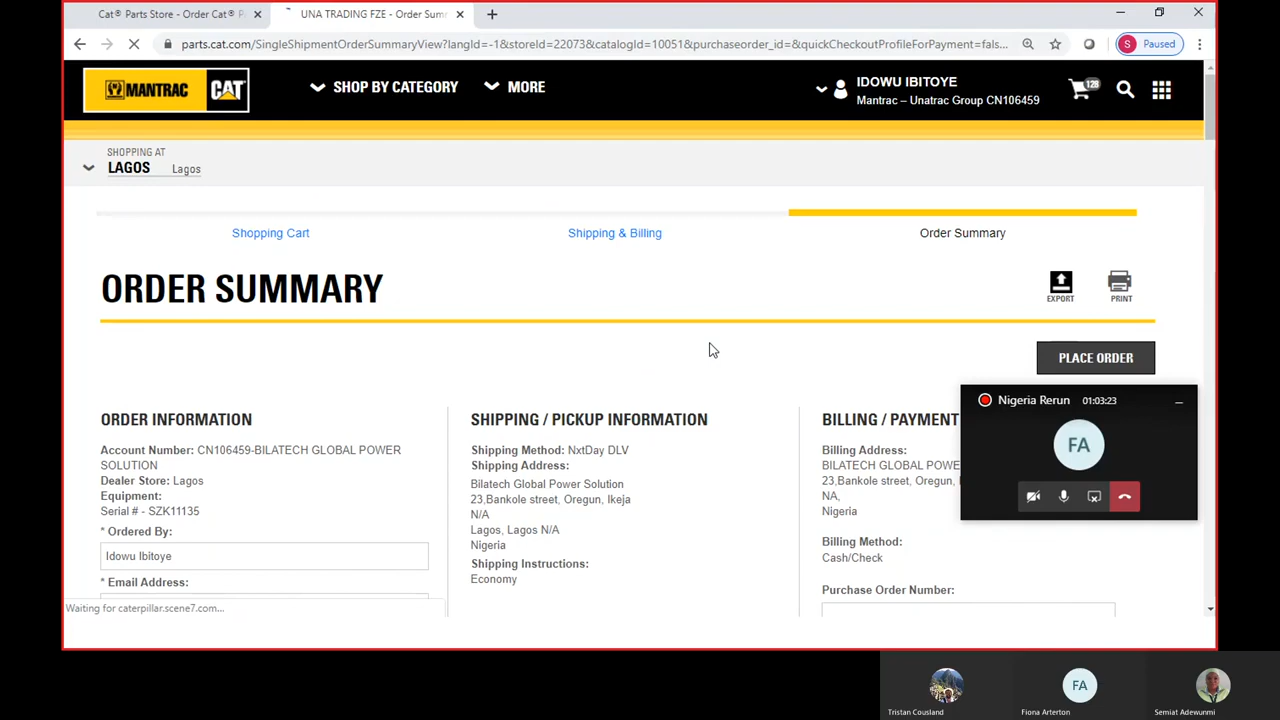 Cat® Parts Store - Order Cat® P
UNA TRADING FZE - Order Sum
parts.cat.com/SingleShipmentOrderSummaryView?langId=-1&storeId=22073&catalogId=10051&purchaseorder_id=&quickCheckoutProfileForPayment=fals...
S Paused
MANTRAC CAT
SHOP BY CATEGORY
MORE
IDOWU IBITOYE
Mantrac – Unatrac Group CN106459
128
SHOPPING AT
LAGOS Lagos
Shopping Cart
Shipping & Billing
Order Summary
ORDER SUMMARY
EXPORT
PRINT
PLACE ORDER
ORDER INFORMATION
Account Number: CN106459-BILATECH GLOBAL POWER
SOLUTION
Dealer Store: Lagos
Equipment:
Serial # - SZK11135
* Ordered By:
Idowu Ibitoye
* Email Address:
SHIPPING / PICKUP INFORMATION
Shipping Method: NxtDay DLV
Shipping Address:
Bilatech Global Power Solution
23,Bankole street, Oregun, Ikeja
N/A
Lagos, Lagos N/A
Nigeria
Shipping Instructions:
Economy
BILLING / PAYMENT
Billing Address:
BILATECH GLOBAL POWE
23,Bankole street, Oregun, I
NA,
Nigeria
Billing Method:
Cash/Check
Purchase Order Number:
Nigeria Rerun 01:03:23
FA
Waiting for caterpillar.scene7.com...
Tristan Cousland
FA
Fiona Arterton
Semiat Adewunmi